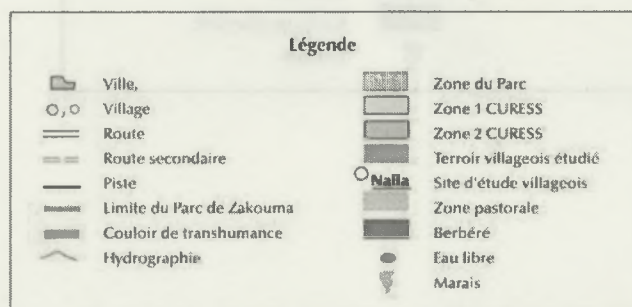 Légende
Ville,
Village
Route
Route secondaire
Piste
Limite du Parc de Zakouma
Couloir de transhumance
Hydrographie
Zone du Parc
Zone 1 CURESS
Zone 2 CURESS
Terroir villageois étudié
Nalla Site d'étude villageois
Zone pastorale
Berbéré
Eau libre
Marais